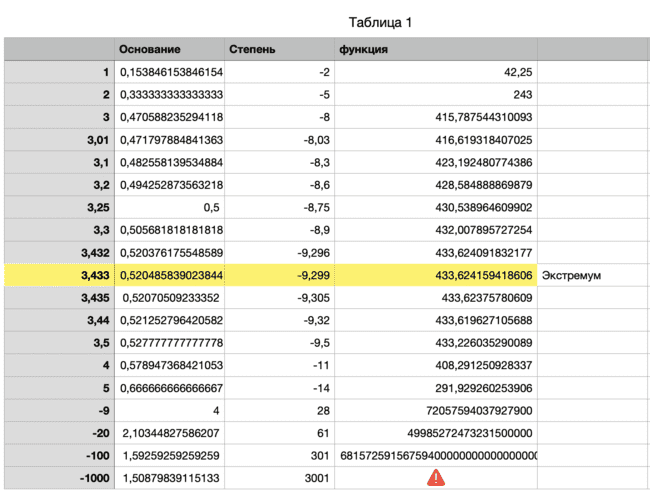 Таблица 1
Основание Степень функция
1 0,153846153846154 -2 42,25
2 0,333333333333333 -5 243
3 0,470588235294118 -8 415,787544310093
3,01 0,471797884841363 -8,03 416,619318407025
3,1 0,482558139534884 -8,3 423,192480774386
3,2 0,494252873563218 -8,6 428,584888869879
3,25 0,5 -8,75 430,538964609902
3,3 0,505681818181818 -8,9 432,007895727254
3,432 0,520376175548589 -9,296 433,624091832177
3,433 0,520485839023844 -9,299 433,624159418606 Экстремум
3,435 0,52070509233352 -9,305 433,62375780609
3,44 0,521252796420582 -9,32 433,619627105688
3,5 0,527777777777778 -9,5 433,226035290089
4 0,578947368421053 -11 408,291250928337
5 0,666666666666667 -14 291,929260253906
-9 4 28 72057594037927900
-20 2,10344827586207 61 49985272473231500000
-100 1,59259259259259 301 68157259156759400000000000000000
-1000 1,50879839115133 3001